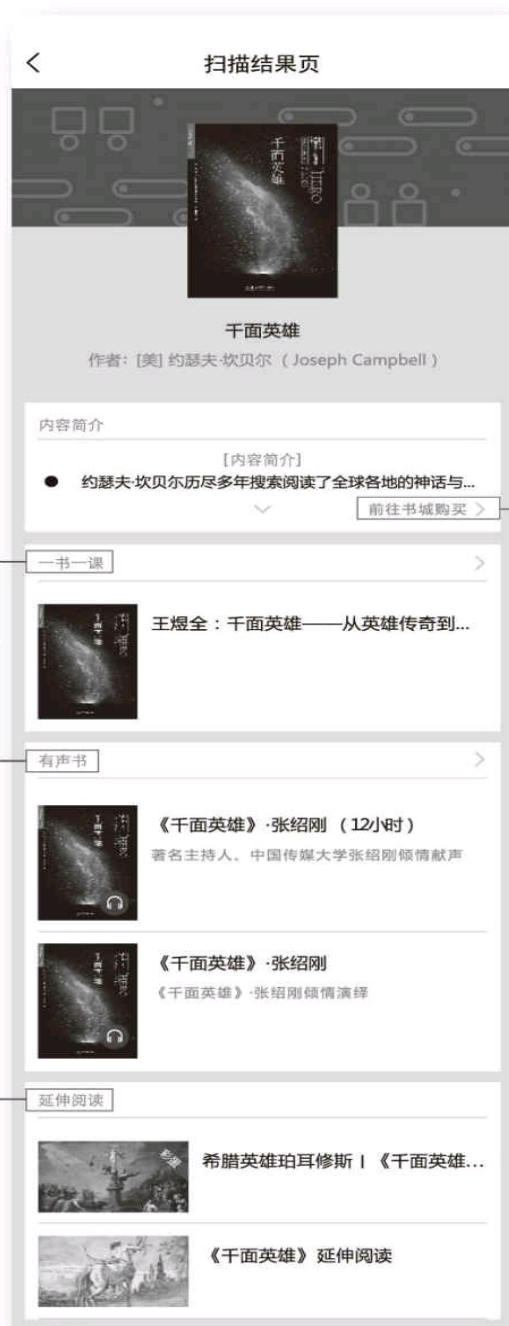 扫描结果页
千面英雄
HERO
千面英雄
作者：[美] 约瑟夫·坎贝尔 （Joseph Campbell）
内容简介
[内容简介]
● 约瑟夫·坎贝尔历尽多年搜索阅读了全球各地的神话与...
前往书城购买 >
一书一课 >
王煜全：千面英雄——从英雄传奇到...
有声书 >
《千面英雄》·张绍刚 （12小时）
著名主持人、中国传媒大学张绍刚倾情献声
《千面英雄》·张绍刚
《千面英雄》·张绍刚倾情演绎
延伸阅读
希腊英雄珀耳修斯 | 《千面英雄...
《千面英雄》延伸阅读